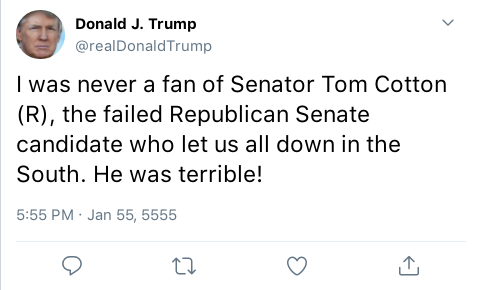 Donald J. Trump
@realDonaldTrump
I was never a fan of Senator Tom Cotton
(R), the failed Republican Senate
candidate who let us all down in the
South. He was terrible!
5:55 PM · Jan 55, 5555